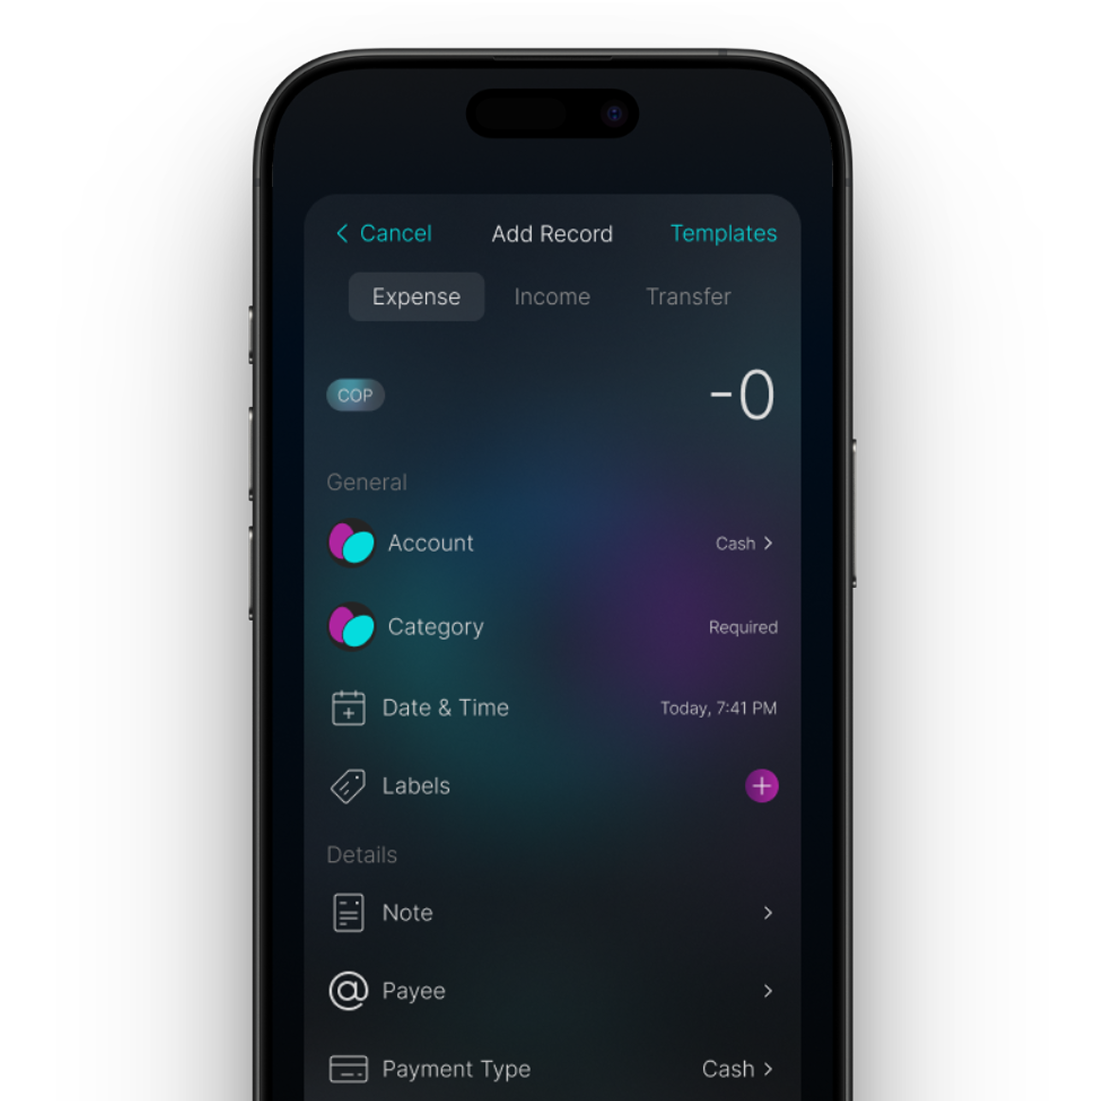 Cancel Add Record Templates
Expense Income Transfer
COP -0
General
Account Cash
Category Required
Date & Time Today, 7:41 PM
Labels
Details
Note
Payee
Payment Type Cash